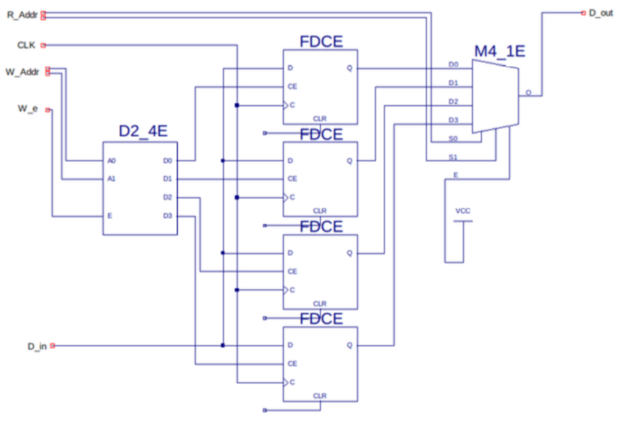 R_Addr
D_out
CLK
FDCE
M4_1E
W_Addr
D
Q
D0
CE
D1
O
W_e
C
D2
CLR
D3
D2_4E
FDCE
S0
A0
D0
D
Q
S1
A1
D1
CE
E
D2
C
E
D3
CLR
VCC
FDCE
D
Q
CE
C
CLR
FDCE
D_in
D
Q
CE
C
CLR